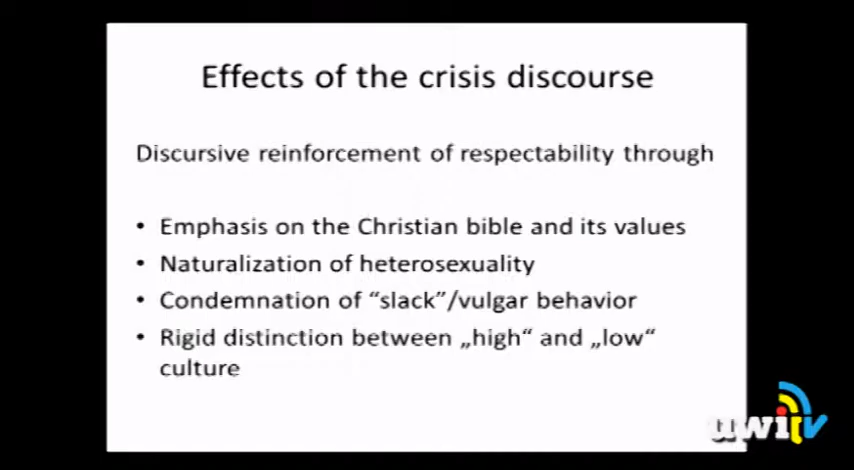 Effects of the crisis discourse
Discursive reinforcement of respectability through
• Emphasis on the Christian bible and its values
• Naturalization of heterosexuality
• Condemnation of “slack”/vulgar behavior
• Rigid distinction between „high“ and „low“
culture
uwitv